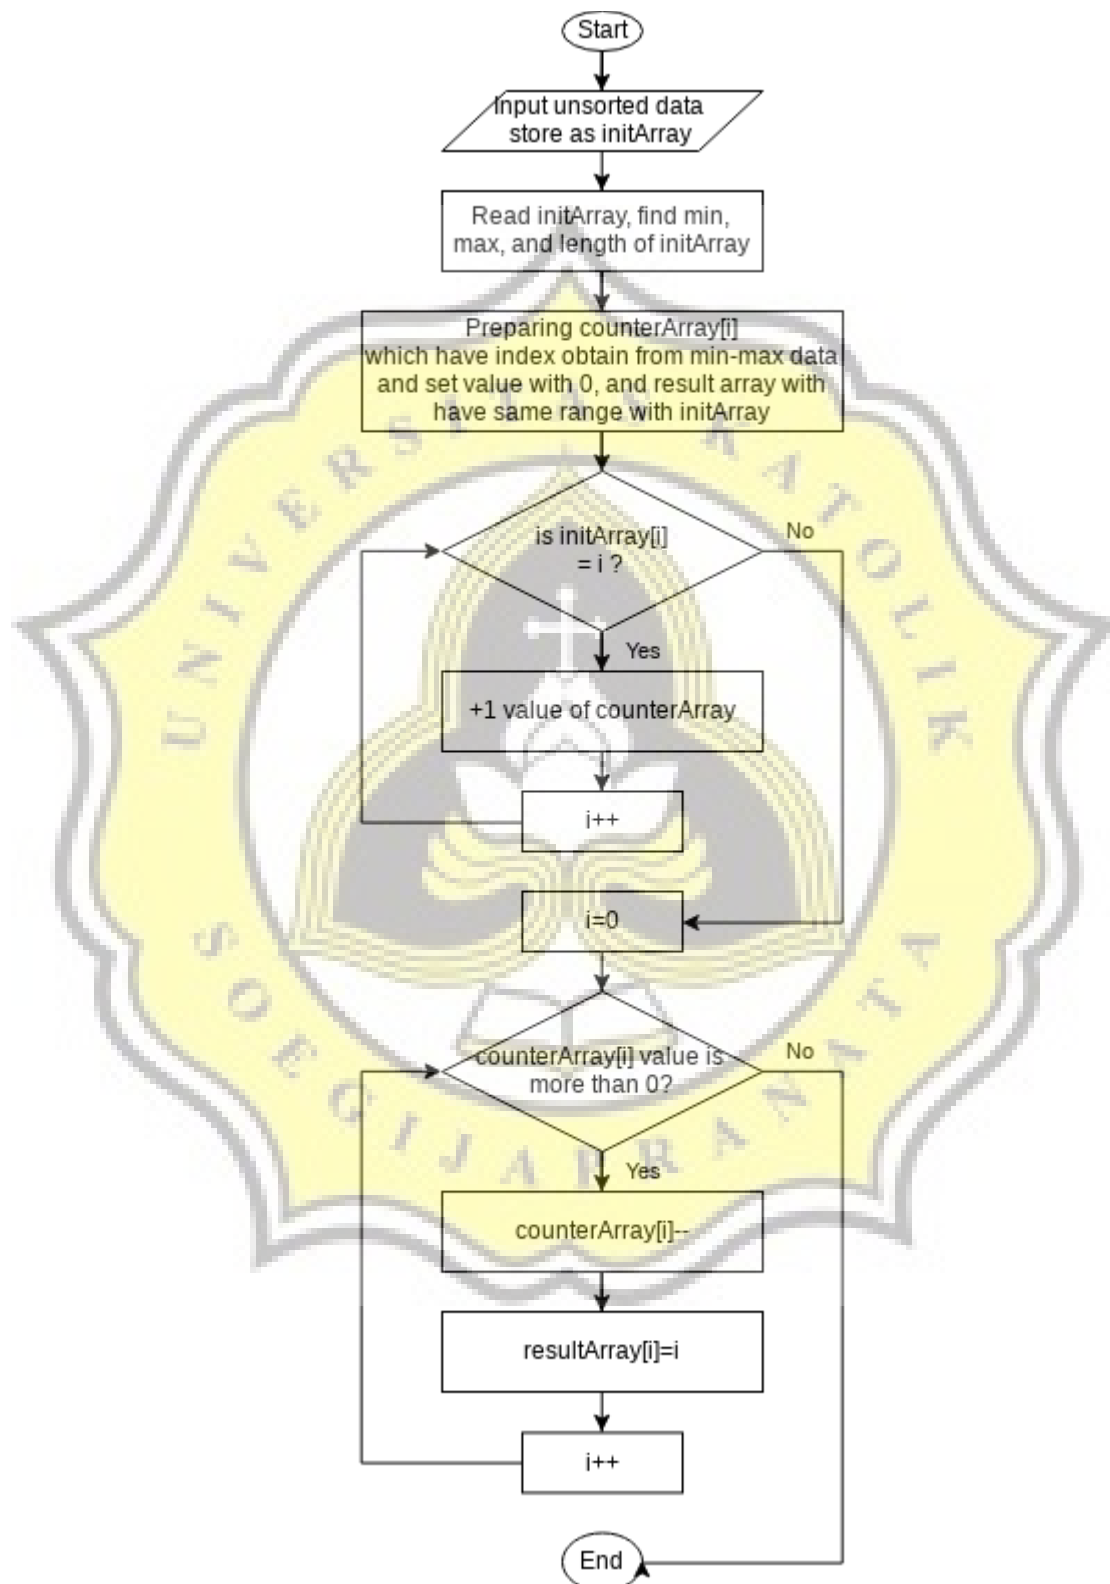 Start
Input unsorted data
store as initArray
Read initArray, find min,
max, and length of initArray
Preparing counterArray[i]
which have index obtain from min-max data
and set value with 0, and result array with
have same range with initArray
is initArray[i]
= i ?
No
Yes
+1 value of counterArray
i++
i=0
counterArray[i] value is
more than 0?
No
Yes
counterArray[i]--
resultArray[i]=i
i++
End
UNIVERSITAS KATOLIK
SOEGIJAPRANATA